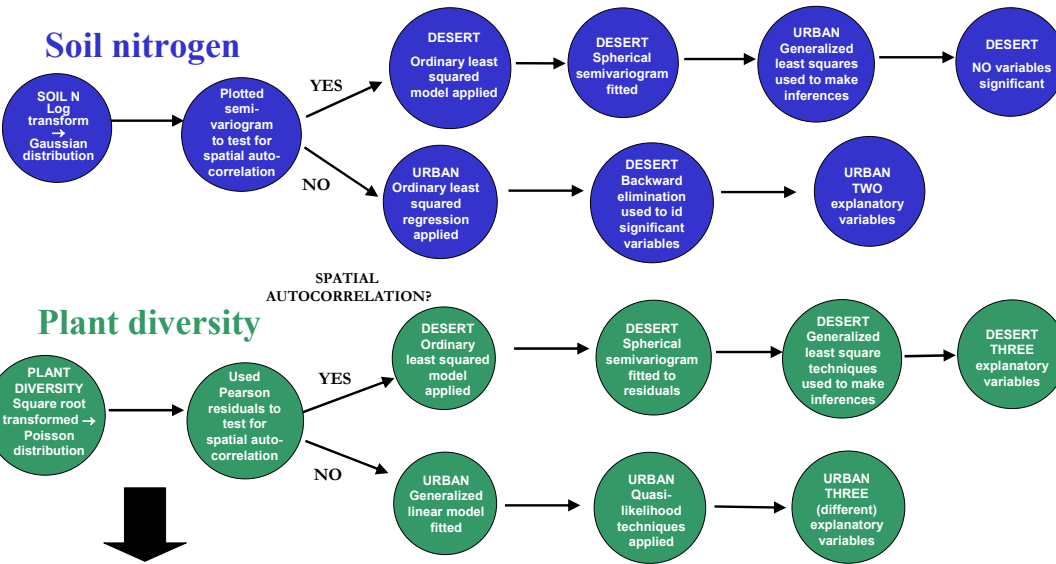 Soil nitrogen
SOIL N
Log
transform
→
Gaussian
distribution
Plotted
semi-
variogram
to test for
spatial auto-
correlation
YES
DESERT
Ordinary least
squared
model applied
DESERT
Spherical
semivariogram
fitted
URBAN
Generalized
least squares
used to make
inferences
DESERT
NO variables
significant
NO
URBAN
Ordinary least
squared
regression
applied
DESERT
Backward
elimination
used to id
significant
variables
URBAN
TWO
explanatory
variables
SPATIAL
AUTOCORRELATION?
Plant diversity
PLANT
DIVERSITY
Square root
transformed →
Poisson
distribution
Used
Pearson
residuals to
test for
spatial auto-
correlation
YES
DESERT
Ordinary
least squared
model
applied
DESERT
Spherical
semivariogram
fitted to
residuals
DESERT
Generalized
least square
techniques
used to make
inferences
DESERT
THREE
explanatory
variables
NO
URBAN
Generalized
linear model
fitted
URBAN
Quasi-
likelihood
techniques
applied
URBAN
THREE
(different)
explanatory
variables